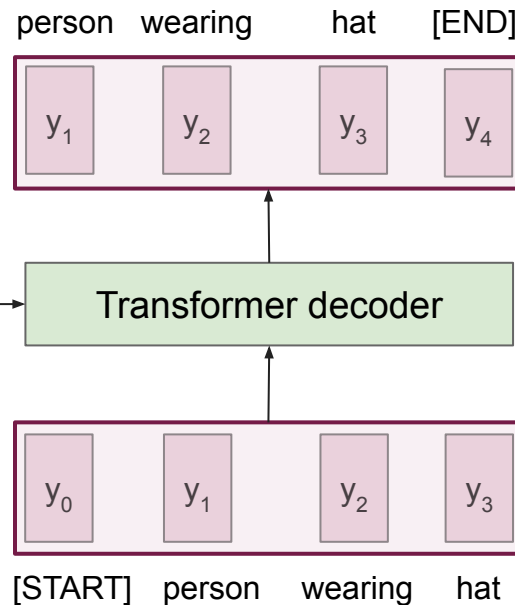 person wearing hat [END]
y₁ y₂ y₃ y₄
Transformer decoder
y₀ y₁ y₂ y₃
[START] person wearing hat